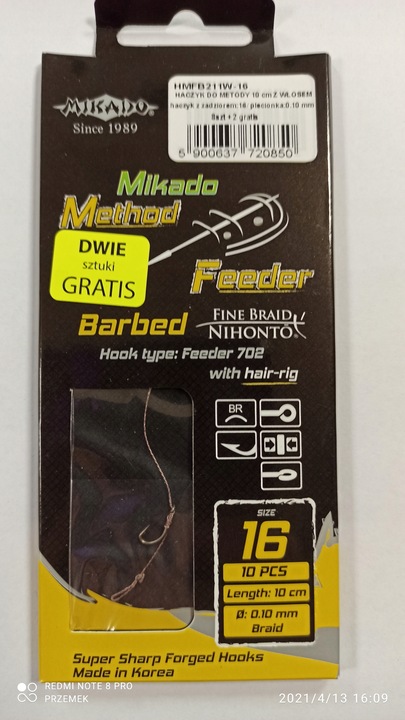 MIKADO
Since 1989
HMFB211W-16
HACZYK DO METODY 10 cm Z WŁOSEM
haczyk z zadziorem:16: plecionka:0.10 mm
8szt + 2 gratis
5 900637 720850
Mikado
Method
Feeder
DWIE
sztuki
GRATIS
Barbed
FINE BRAID
NIHONTO
Hook type: Feeder 702
with hair-rig
BR
SIZE
16
10 PCS
Length: 10 cm
Ø: 0.10 mm
Braid
Super Sharp Forged Hooks
Made in Korea
REDMI NOTE 8 PRO
PRZEMEK
2021/4/13 16:09